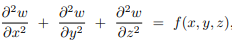 ∂²w/∂x² + ∂²w/∂y² + ∂²w/∂z² = f(x, y, z),